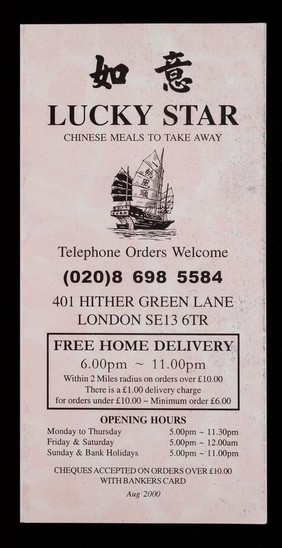 如意
LUCKY STAR
CHINESE MEALS TO TAKE AWAY
Telephone Orders Welcome
(020)8 698 5584
401 HITHER GREEN LANE
LONDON SE13 6TR
FREE HOME DELIVERY
6.00pm ~ 11.00pm
Within 2 Miles radius on orders over £10.00
There is a £1.00 delivery charge
for orders under £10.00 ~ Minimum order £6.00
OPENING HOURS
Monday to Thursday 5.00pm ~ 11.30pm
Friday & Saturday 5.00pm ~ 12.00am
Sunday & Bank Holidays 5.00pm ~ 11.00pm
CHEQUES ACCEPTED ON ORDERS OVER £10.00
WITH BANKERS CARD
Aug 2000